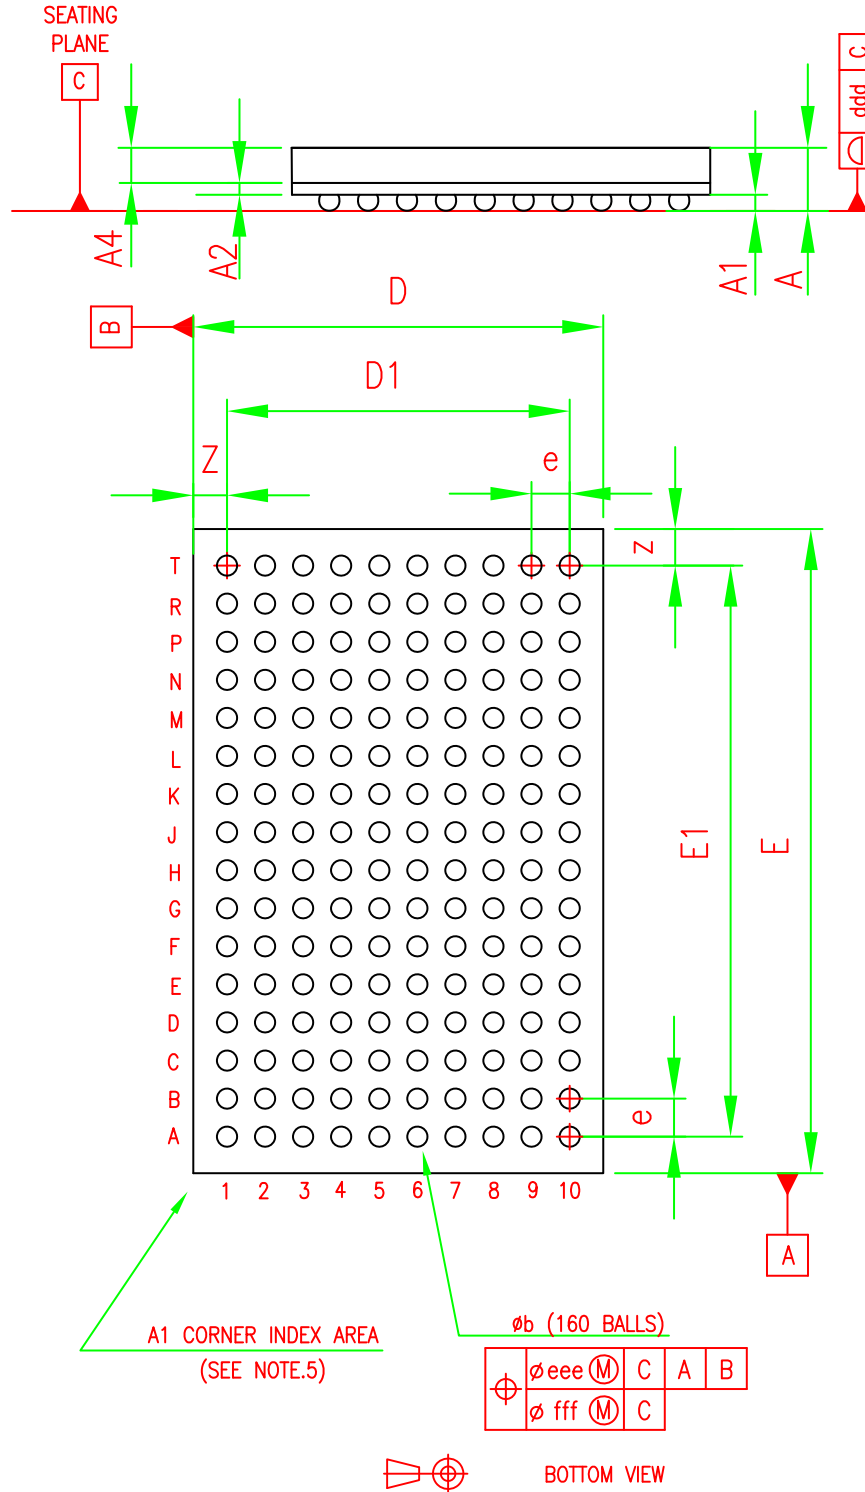 SEATING
PLANE
C
C
ddd
A4
A2
A1
A
D
B
D1
Z
e
Z
T
R
P
N
M
L
K
J
H
G
F
E
D
C
B
A
E1
E
e
1 2 3 4 5 6 7 8 9 10
A
A1 CORNER INDEX AREA
(SEE NOTE.5)
øb (160 BALLS)
ø eee Ⓜ C A B
ø fff Ⓜ C
BOTTOM VIEW